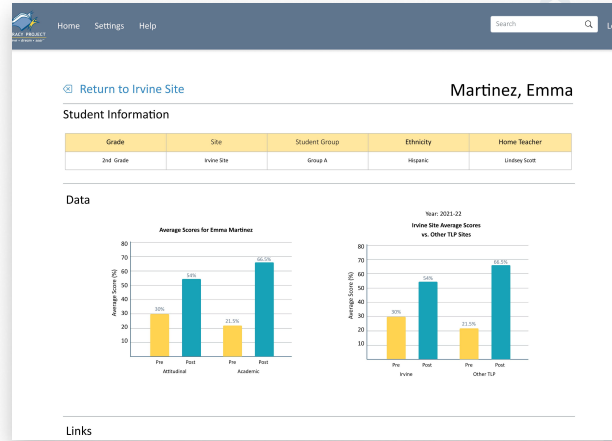 RACY PROJECT
Home Settings Help
Search
Return to Irvine Site
Martinez, Emma
Student Information
Grade Site Student Group Ethnicity Home Teacher
2nd Grade Irvine Site Group A Hispanic Lindsey Scott
Data
Average Scores for Emma Martinez
Average Score (%)
80
70
60
50
40
30
20
10
30%
54%
21.5%
66.5%
Pre Post Pre Post
Attitudinal Academic
Year: 2021-22
Irvine Site Average Scores
vs. Other TLP Sites
Average Score (%)
80
70
60
50
40
30
20
10
30%
54%
21.5%
66.5%
Pre Post Pre Post
Irvine Other TLP
Links